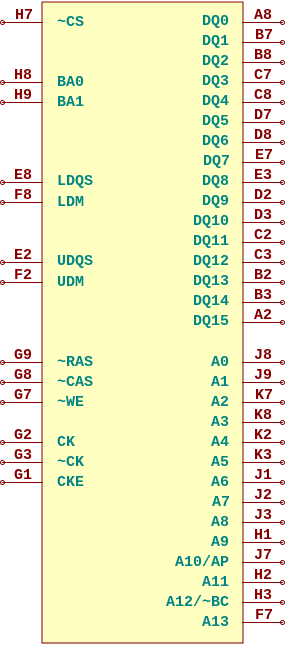 H7 ~CS DQ0 A8
DQ1 B7
DQ2 B8
H8 BA0 DQ3 C7
H9 BA1 DQ4 C8
DQ5 D7
DQ6 D8
DQ7 E7
E8 LDQS DQ8 E3
F8 LDM DQ9 D2
DQ10 D3
DQ11 C2
E2 UDQS DQ12 C3
F2 UDM DQ13 B2
DQ14 B3
DQ15 A2
G9 ~RAS A0 J8
G8 ~CAS A1 J9
G7 ~WE A2 K7
A3 K8
G2 CK A4 K2
G3 ~CK A5 K3
G1 CKE A6 J1
A7 J2
A8 J3
A9 H1
A10/AP J7
A11 H2
A12/~BC H3
A13 F7